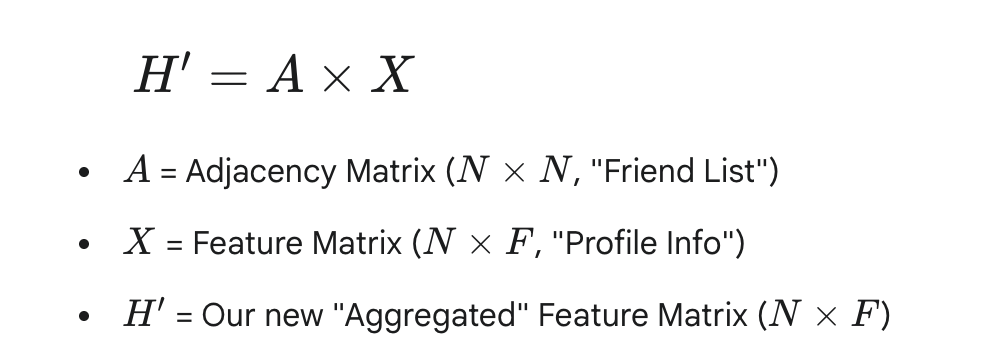 H′ = A × X
• A = Adjacency Matrix (N × N, "Friend List")
• X = Feature Matrix (N × F, "Profile Info")
• H′ = Our new "Aggregated" Feature Matrix (N × F)